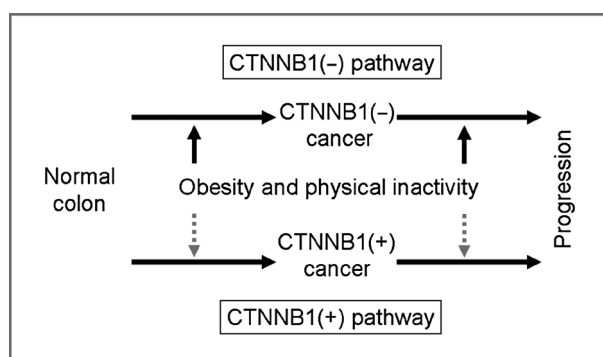 CTNNB1(−) pathway
CTNNB1(−)
cancer
Normal
colon
Obesity and physical inactivity
Progression
CTNNB1(+)
cancer
CTNNB1(+) pathway